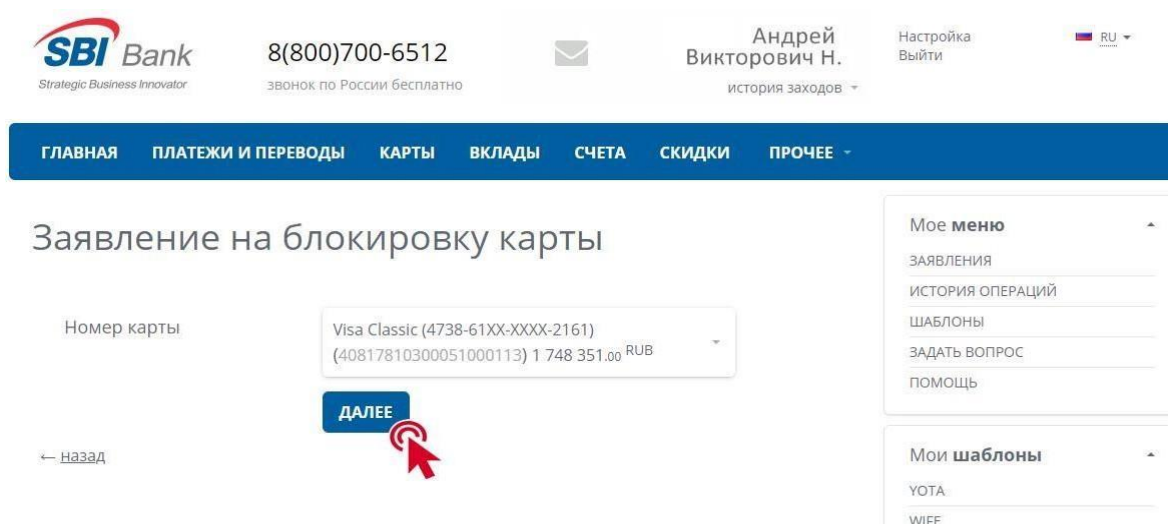 SBI Bank
Strategic Business Innovator
8(800)700-6512
звонок по России бесплатно
Андрей
Викторович Н.
история заходов
Настройка
Выйти
RU
ГЛАВНАЯ ПЛАТЕЖИ И ПЕРЕВОДЫ КАРТЫ ВКЛАДЫ СЧЕТА СКИДКИ ПРОЧЕЕ
Заявление на блокировку карты
Номер карты
Visa Classic (4738-61XX-XXXX-2161)
(40817810300051000113) 1 748 351.00 RUB
ДАЛЕЕ
← назад
Мое меню
ЗАЯВЛЕНИЯ
ИСТОРИЯ ОПЕРАЦИЙ
ШАБЛОНЫ
ЗАДАТЬ ВОПРОС
ПОМОЩЬ
Мои шаблоны
YOTA
WIFE